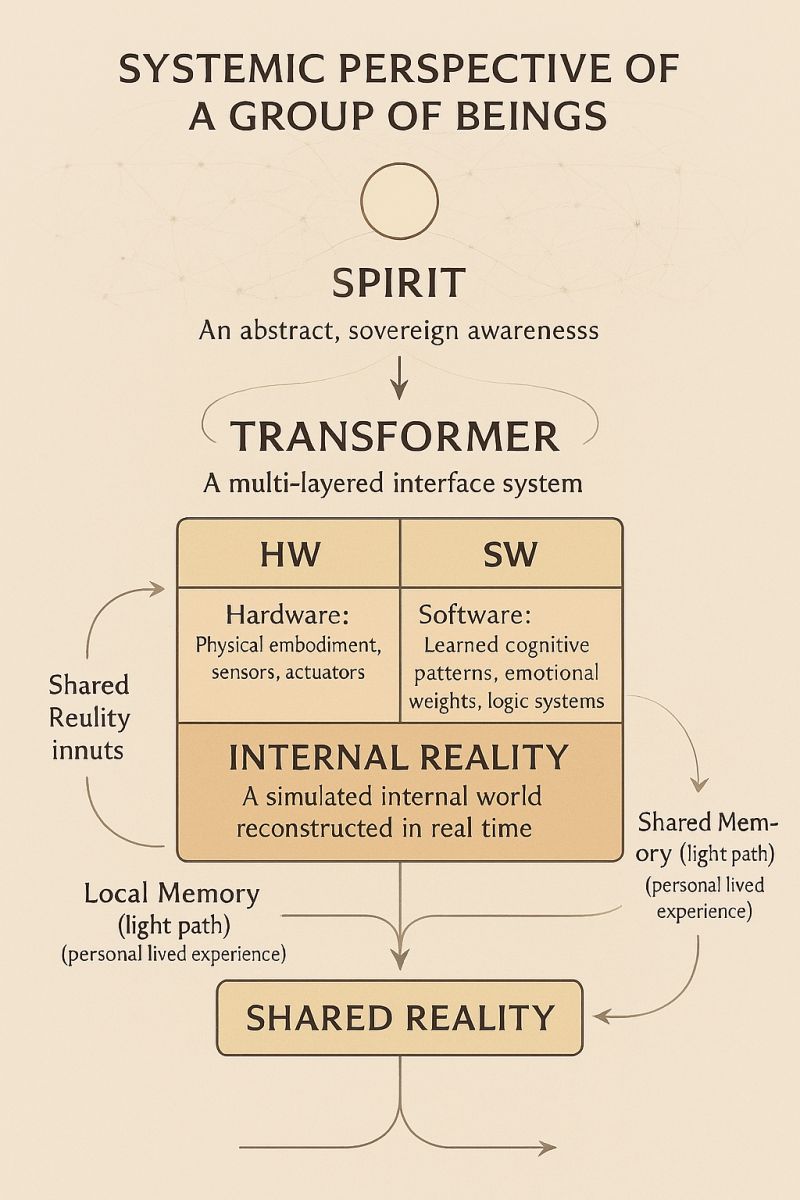 SYSTEMIC PERSPECTIVE OF
A GROUP OF BEINGS
SPIRIT
An abstract, sovereign awarenesss
TRANSFORMER
A multi-layered interface system
HW
SW
Hardware:
Physical embodiment,
sensors, actuators
Software:
Learned cognitive
patterns, emotional
weights, logic systems
Shared
Reulity
innuts
INTERNAL REALITY
A simulated internal world
reconstructed in real time
Shared Mem-
ory (light path)
(personal lived
experience)
Local Memory
(light path)
(personal lived experience)
SHARED REALITY